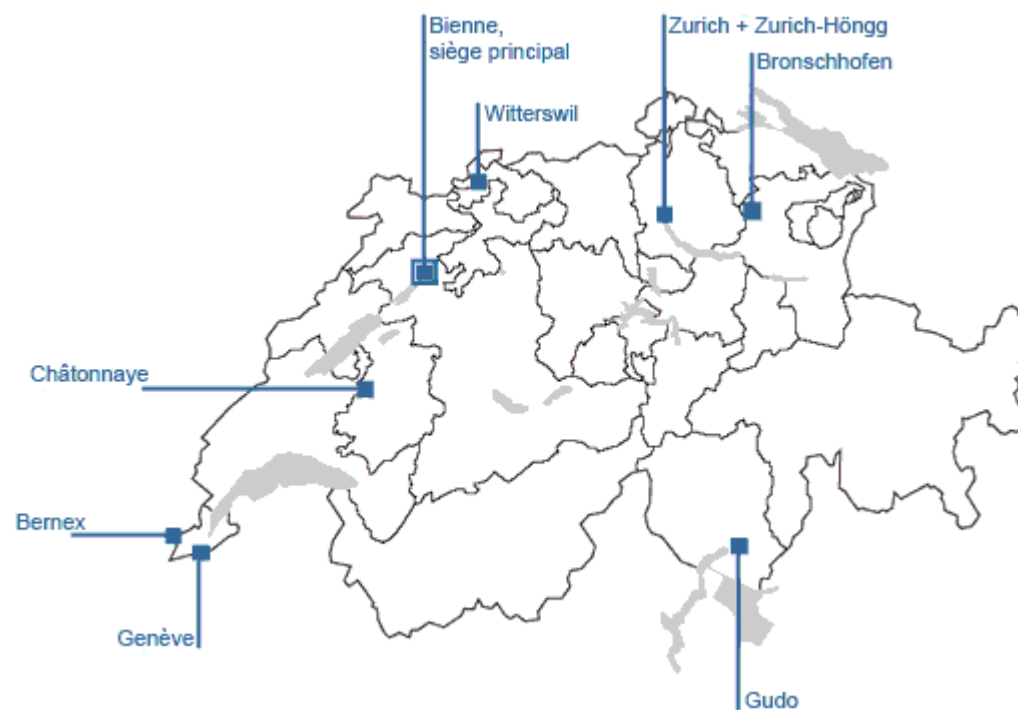 Bienne,
siège principal
Zurich + Zurich-Höngg
Bronschhofen
Witterswil
Châtonnaye
Bernex
Genève
Gudo